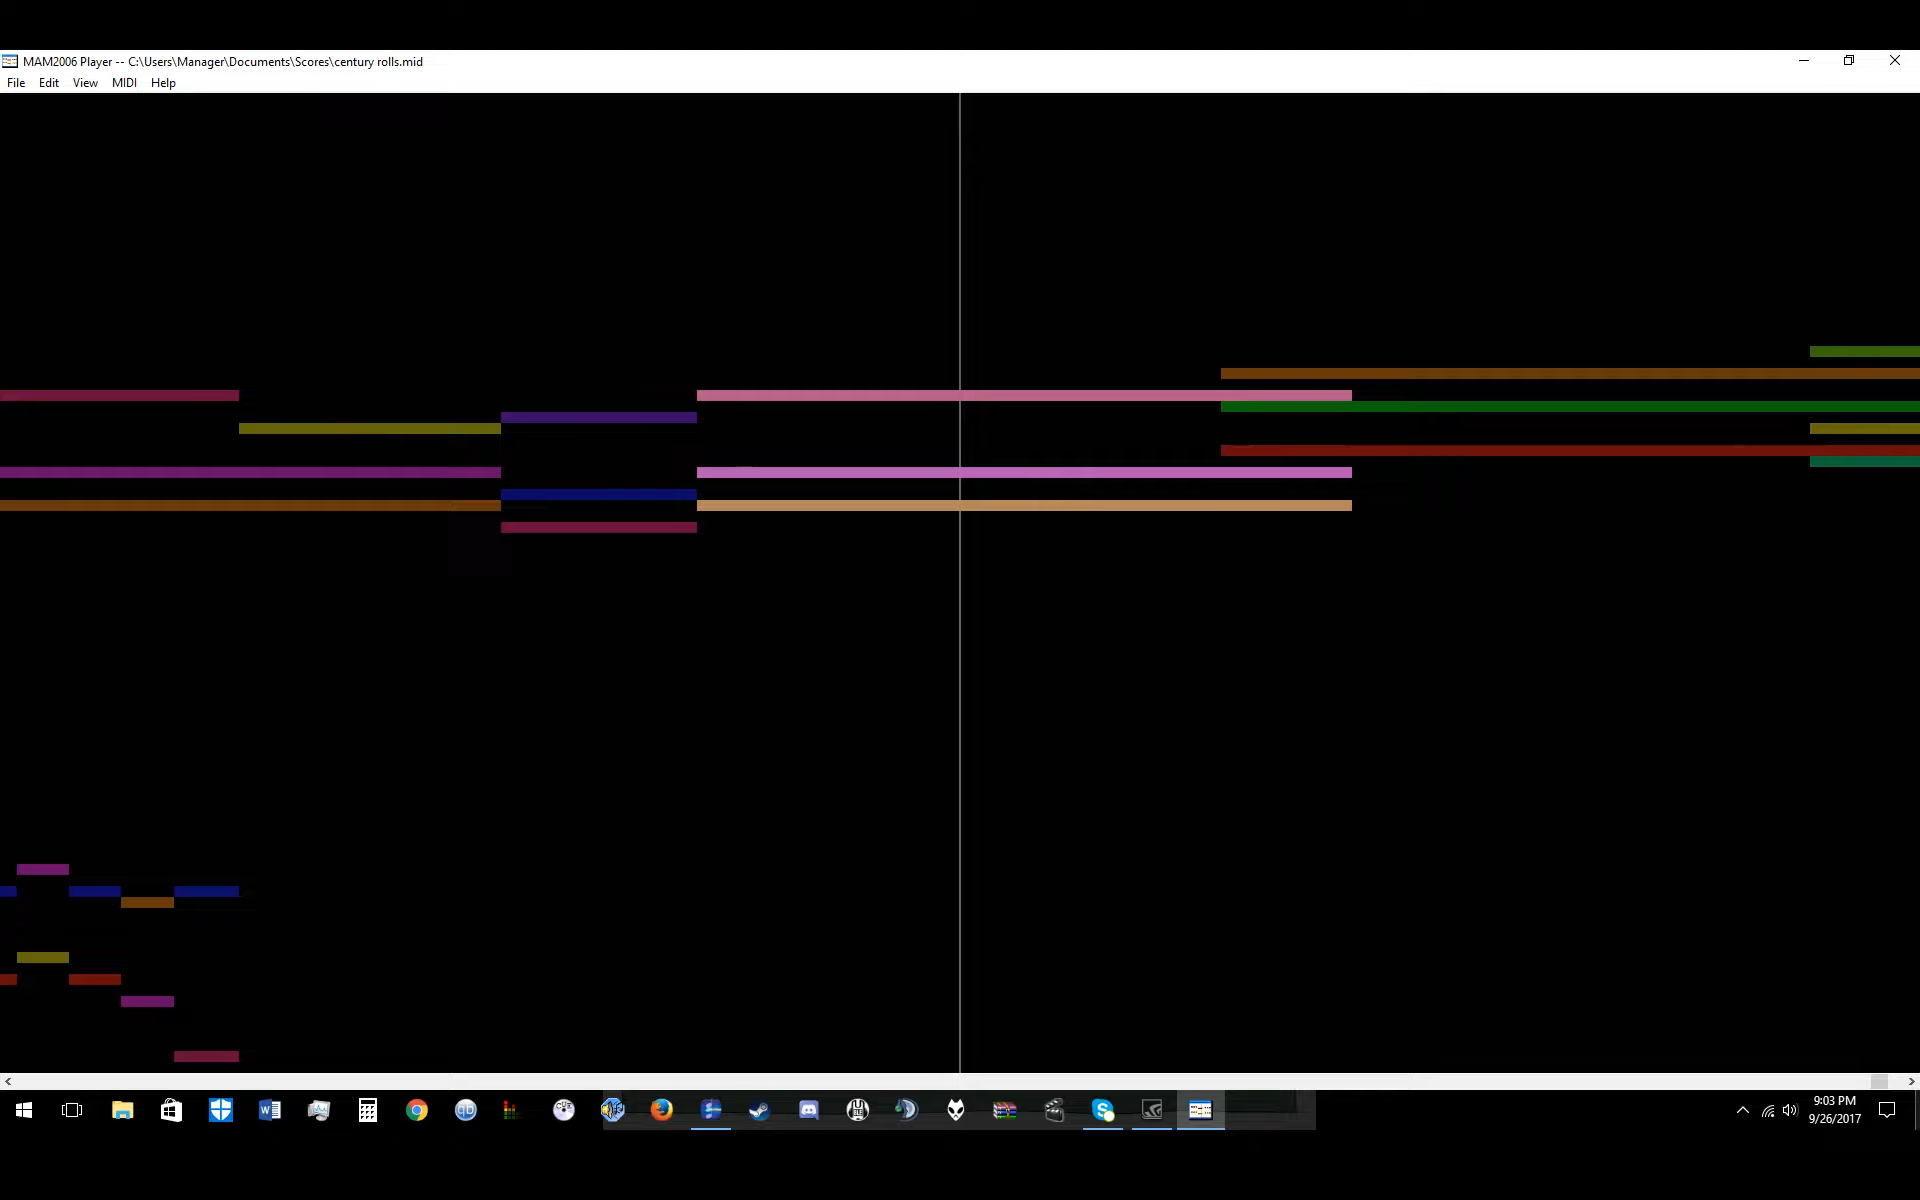 MAM2006 Player -- C:\Users\Manager\Documents\Scores\century rolls.mid
File Edit View MIDI Help
9:03 PM
9/26/2017